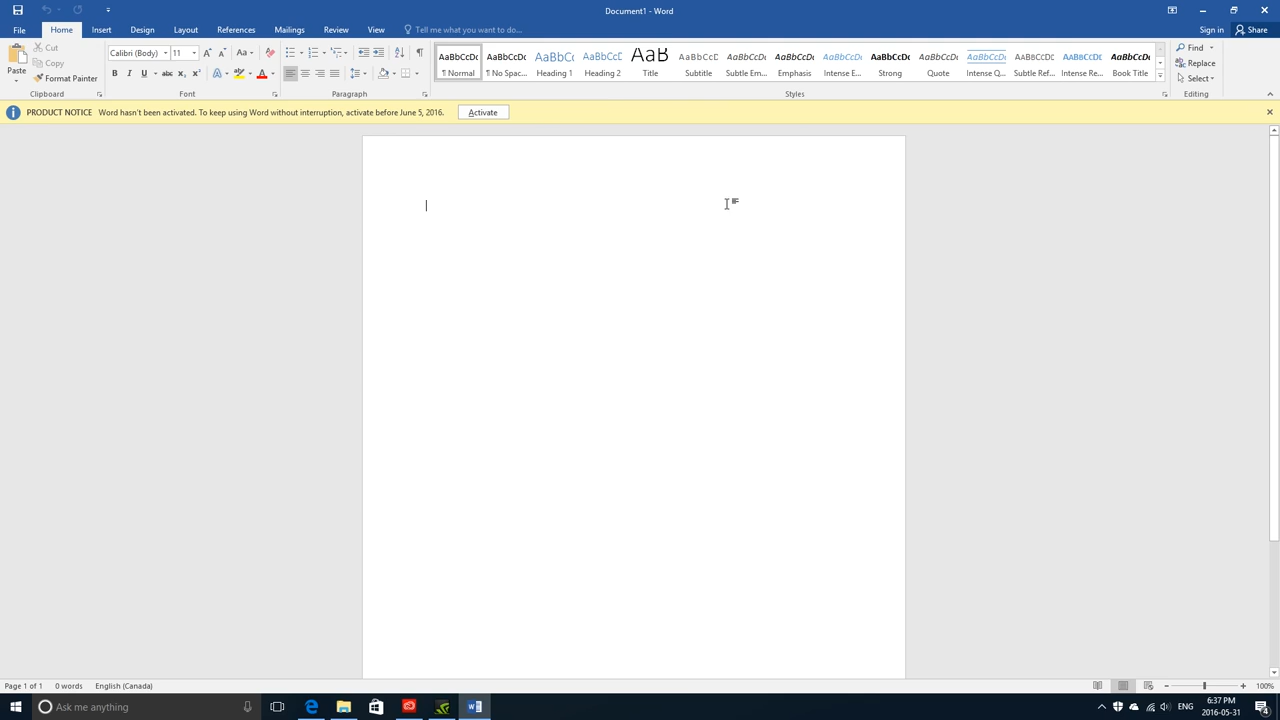 Document1 - Word
File Home Insert Design Layout References Mailings Review View Tell me what you want to do... Sign in Share
Paste Cut Copy Format Painter Clipboard
Calibri (Body) 11 Font
Paragraph
AaBbCcDc AaBbCcDc AaBbCc AaBbCcD AaB AaBbCcD AaBbCcDc AaBbCcDc AaBbCcDc AaBbCcDc AaBbCcDc AaBbCcDc AaBbCcDc AaBbCcDc AaBbCcDc
¶ Normal ¶ No Spac... Heading 1 Heading 2 Title Subtitle Subtle Em... Emphasis Intense E... Strong Quote Intense Q... Subtle Ref... Intense Re... Book Title
Styles
Find Replace Select Editing
PRODUCT NOTICE Word hasn't been activated. To keep using Word without interruption, activate before June 5, 2016. Activate
Page 1 of 1 0 words English (Canada) 100%
Ask me anything ENG 6:37 PM
2016-05-31 4